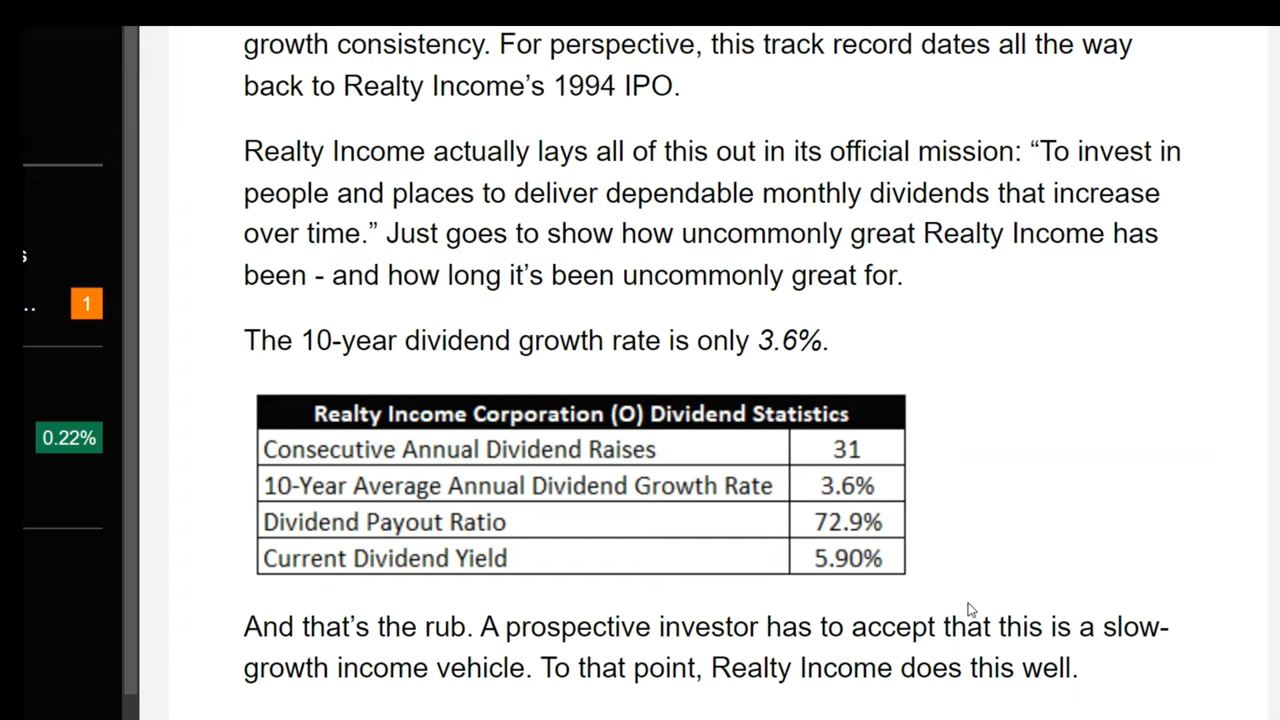 growth consistency. For perspective, this track record dates all the way
back to Realty Income’s 1994 IPO.
Realty Income actually lays all of this out in its official mission: “To invest in
people and places to deliver dependable monthly dividends that increase
over time.” Just goes to show how uncommonly great Realty Income has
been - and how long it’s been uncommonly great for.
The 10-year dividend growth rate is only 3.6%.
Realty Income Corporation (O) Dividend Statistics
Consecutive Annual Dividend Raises 31
10-Year Average Annual Dividend Growth Rate 3.6%
Dividend Payout Ratio 72.9%
Current Dividend Yield 5.90%
And that’s the rub. A prospective investor has to accept that this is a slow-
growth income vehicle. To that point, Realty Income does this well.
s
.. 1
0.22%